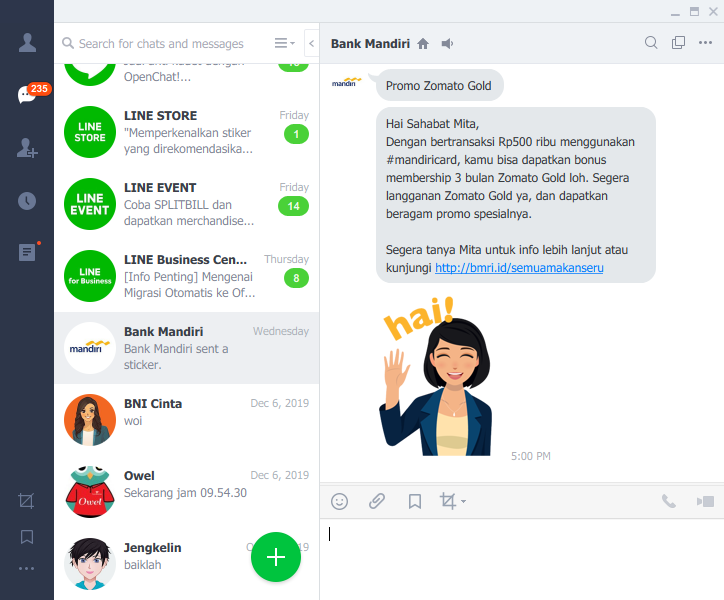 235
Search for chats and messages
OpenChat!...
LINE STORE
Friday
"Memperkenalkan stiker
yang direkomendasika...
1
LINE
STORE
LINE EVENT
Friday
Coba SPLITBILL dan
dapatkan merchandise...
14
LINE
EVENT
LINE Business Cen...
Thursday
[Info Penting] Mengenai
Migrasi Otomatis ke Of...
8
LINE
for Business
Bank Mandiri
Wednesday
Bank Mandiri sent a
sticker.
mandiri
BNI Cinta
Dec 6, 2019
woi
Owel
Dec 6, 2019
Sekarang jam 09.54.30
Owel
Jengkelin
baiklah
Bank Mandiri
mandiri
Promo Zomato Gold
Hai Sahabat Mita,
Dengan bertransaksi Rp500 ribu menggunakan
#mandiricard, kamu bisa dapatkan bonus
membership 3 bulan Zomato Gold loh. Segera
langganan Zomato Gold ya, dan dapatkan
beragam promo spesialnya.
Segera tanya Mita untuk info lebih lanjut atau
kunjungi http://bmri.id/semuamakanseru
hai!
5:00 PM